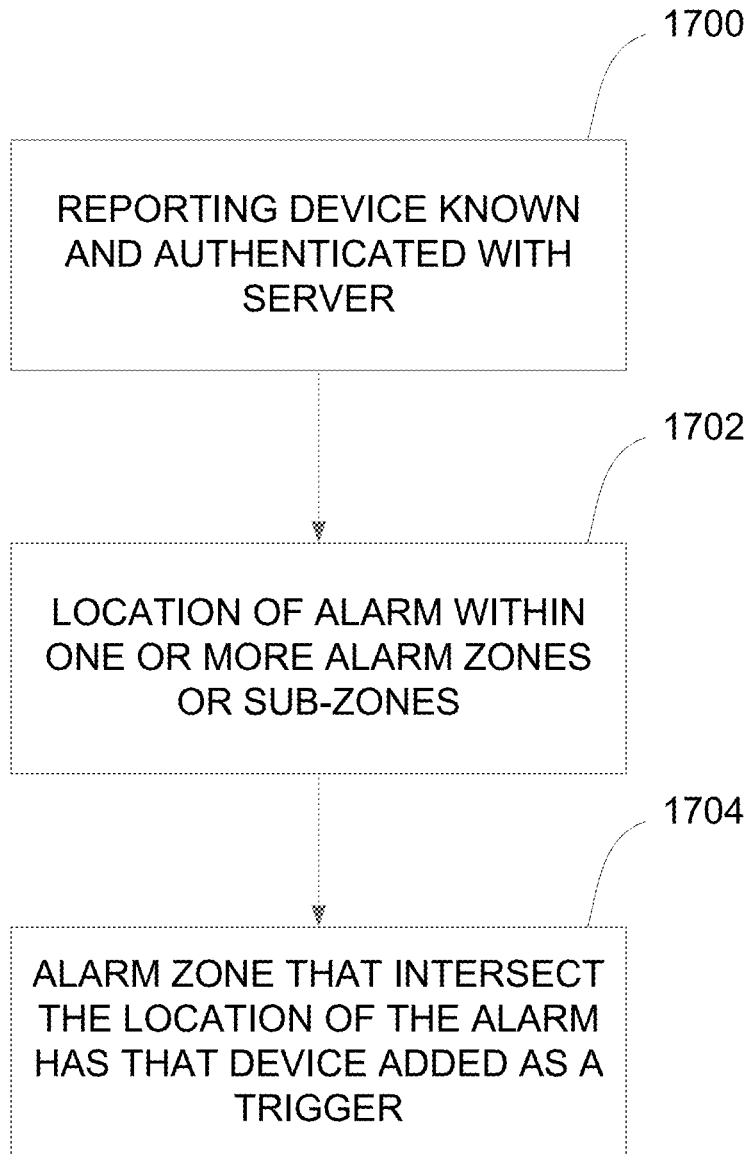 1700
REPORTING DEVICE KNOWN
AND AUTHENTICATED WITH
SERVER
1702
LOCATION OF ALARM WITHIN
ONE OR MORE ALARM ZONES
OR SUB-ZONES
1704
ALARM ZONE THAT INTERSECT
THE LOCATION OF THE ALARM
HAS THAT DEVICE ADDED AS A
TRIGGER